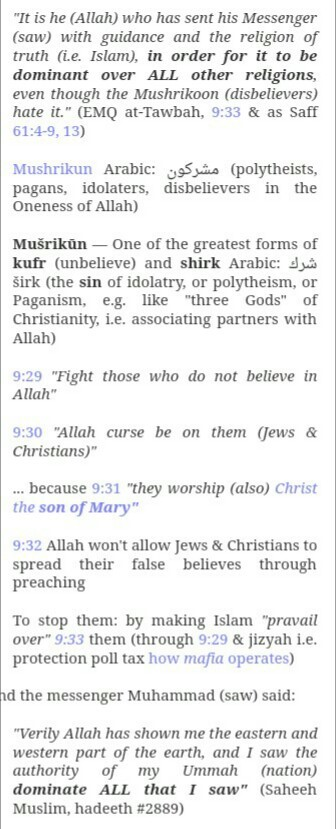 "It is he (Allah) who has sent his Messenger
(saw) with guidance and the religion of
truth (i.e. Islam), in order for it to be
dominant over ALL other religions,
even though the Mushrikoon (disbelievers)
hate it." (EMQ at-Tawbah, 9:33 & as Saff
61:4-9, 13)
Mushrikun Arabic: مشركون (polytheists,
pagans, idolaters, disbelievers in the
Oneness of Allah)
Mušrikūn — One of the greatest forms of
kufr (unbelieve) and shirk Arabic: شرك
širk (the sin of idolatry, or polytheism, or
Paganism, e.g. like "three Gods" of
Christianity, i.e. associating partners with
Allah)
9:29 "Fight those who do not believe in
Allah"
9:30 "Allah curse be on them (Jews &
Christians)"
... because 9:31 "they worship (also) Christ
the son of Mary"
9:32 Allah won't allow Jews & Christians to
spread their false believes through
preaching
To stop them: by making Islam "pravail
over" 9:33 them (through 9:29 & jizyah i.e.
protection poll tax how mafia operates)
nd the messenger Muhammad (saw) said:
"Verily Allah has shown me the eastern and
western part of the earth, and I saw the
authority of my Ummah (nation)
dominate ALL that I saw" (Saheeh
Muslim, hadeeth #2889)